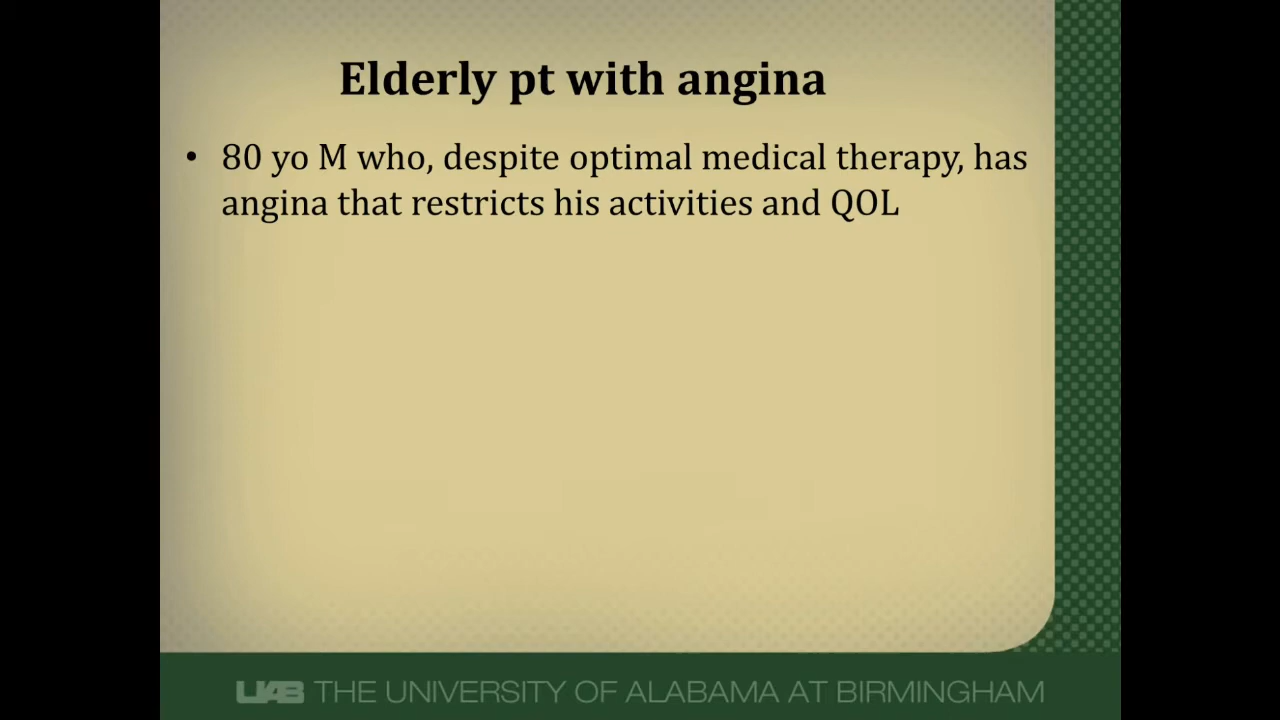 Elderly pt with angina
• 80 yo M who, despite optimal medical therapy, has
angina that restricts his activities and QOL
UAB THE UNIVERSITY OF ALABAMA AT BIRMINGHAM